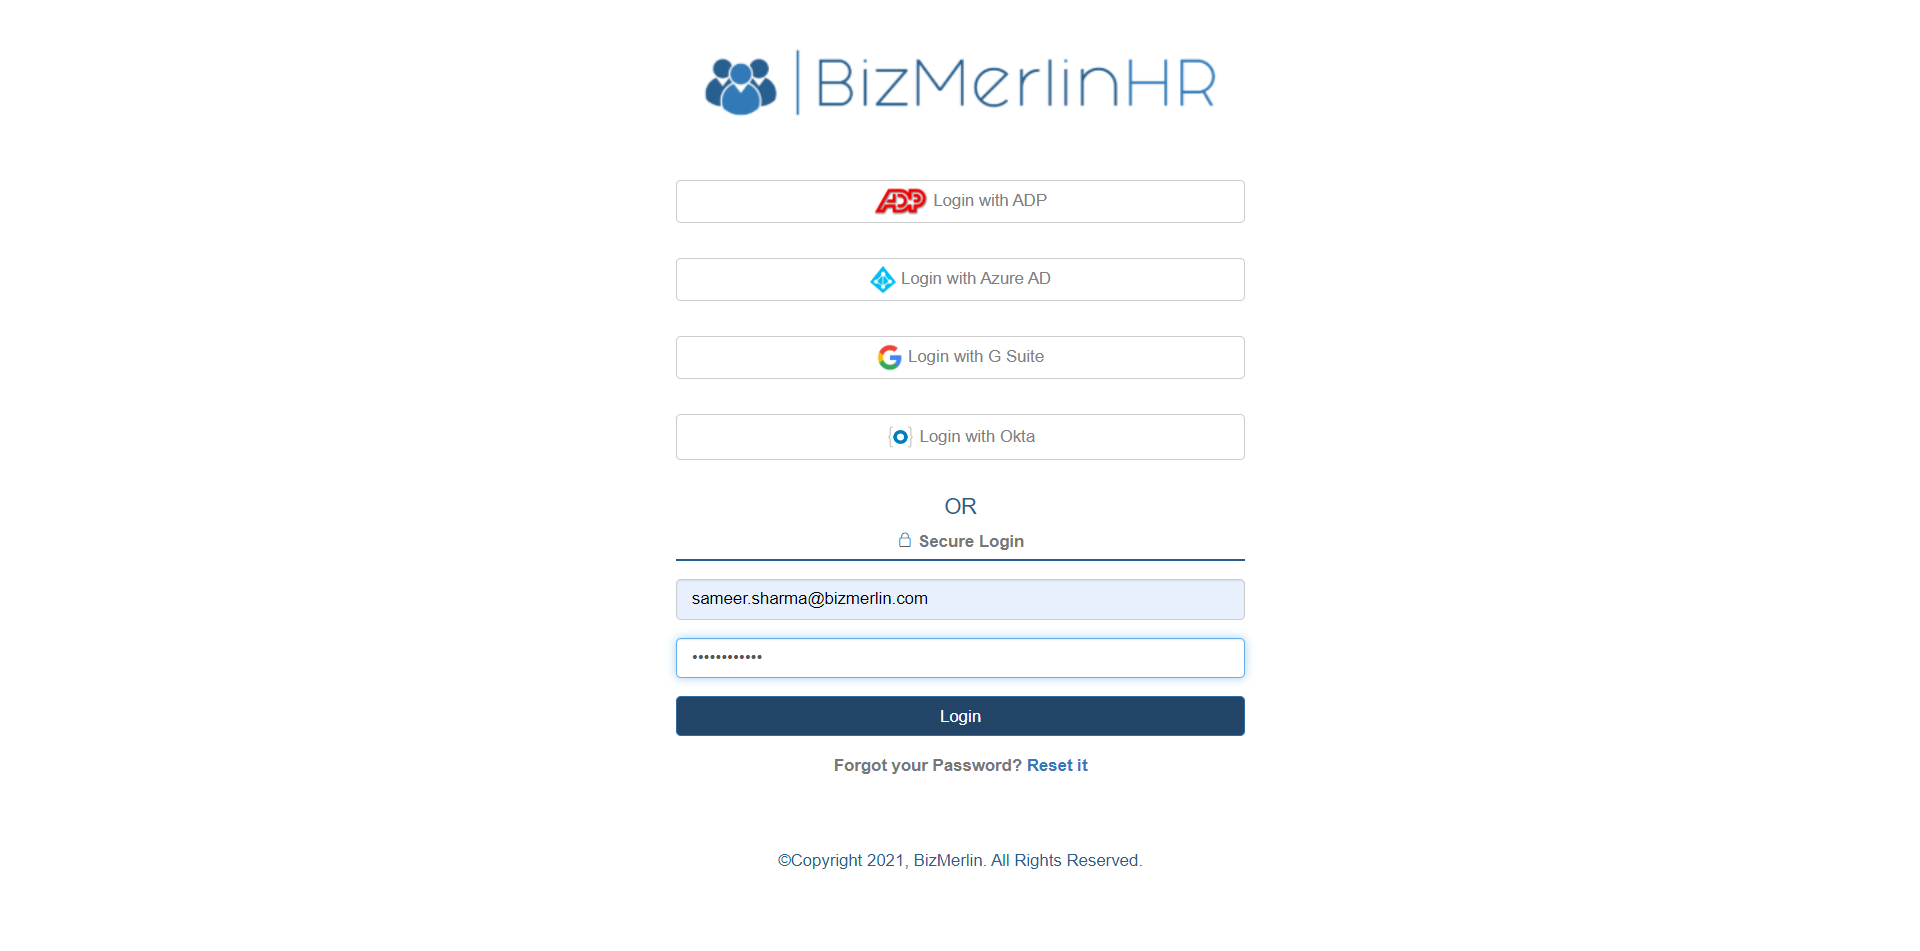 BizMerlinHR
ADP Login with ADP
Login with Azure AD
Login with G Suite
Login with Okta
OR
Secure Login
sameer.sharma@bizmerlin.com
••••••••••••
Login
Forgot your Password? Reset it
©Copyright 2021, BizMerlin. All Rights Reserved.